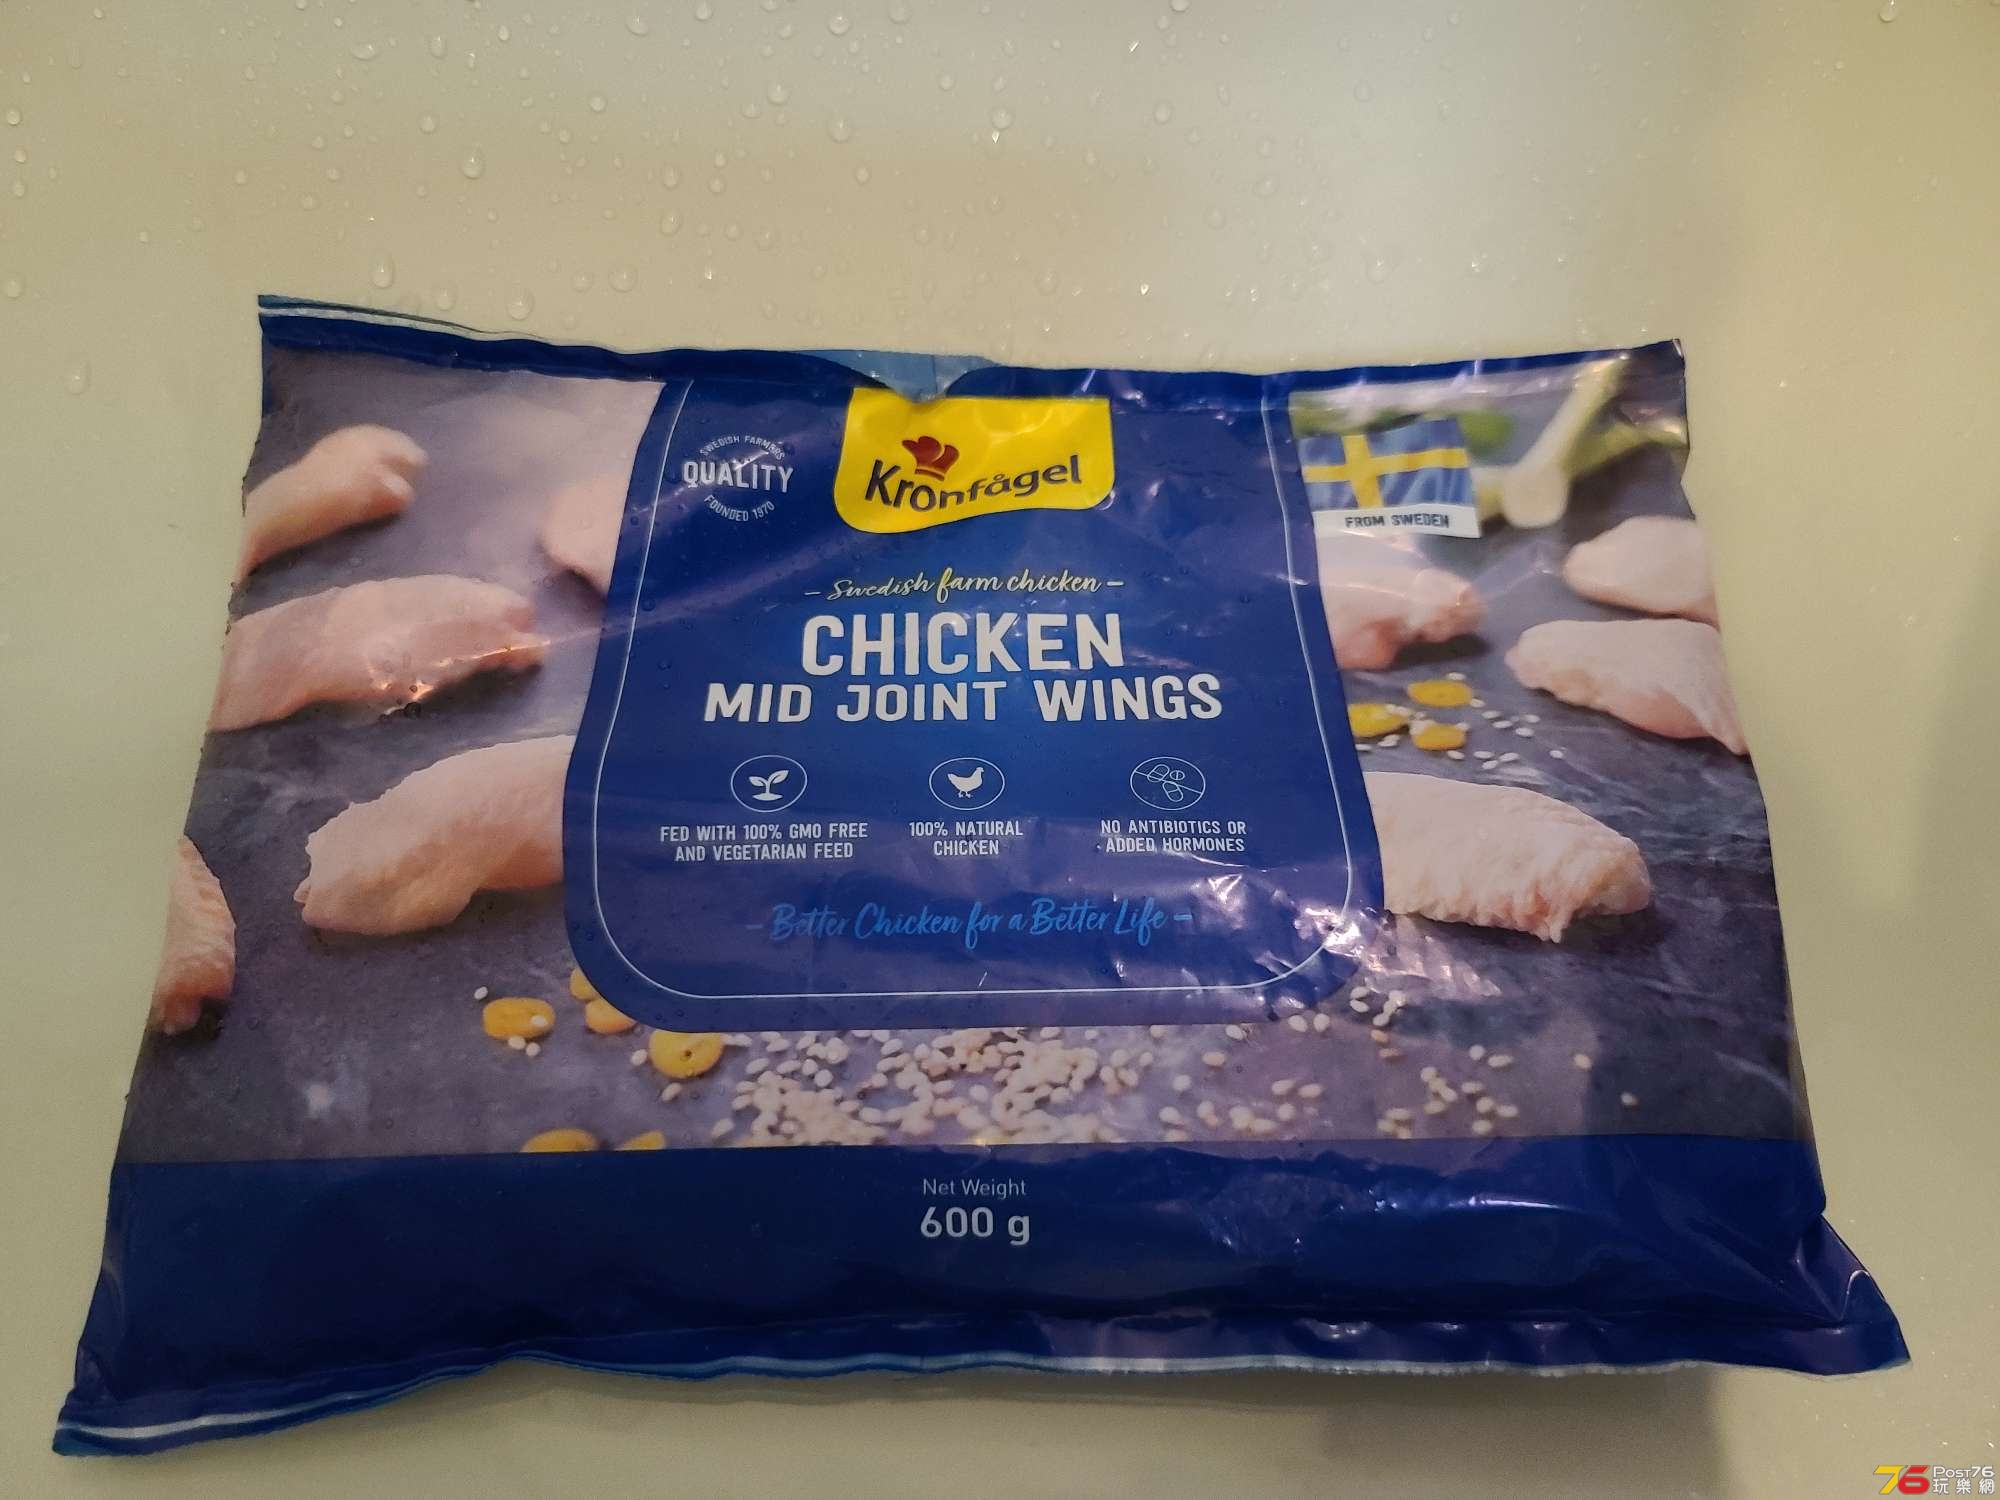 SWEDISH FARMERS
QUALITY
FOUNDED 1970
Kronfågel
FROM SWEDEN
– Swedish farm chicken –
CHICKEN
MID JOINT WINGS
FED WITH 100% GMO FREE
AND VEGETARIAN FEED
100% NATURAL
CHICKEN
NO ANTIBIOTICS OR
ADDED HORMONES
– Better Chicken for a Better Life –
Net Weight
600 g
76 POST76
玩樂網